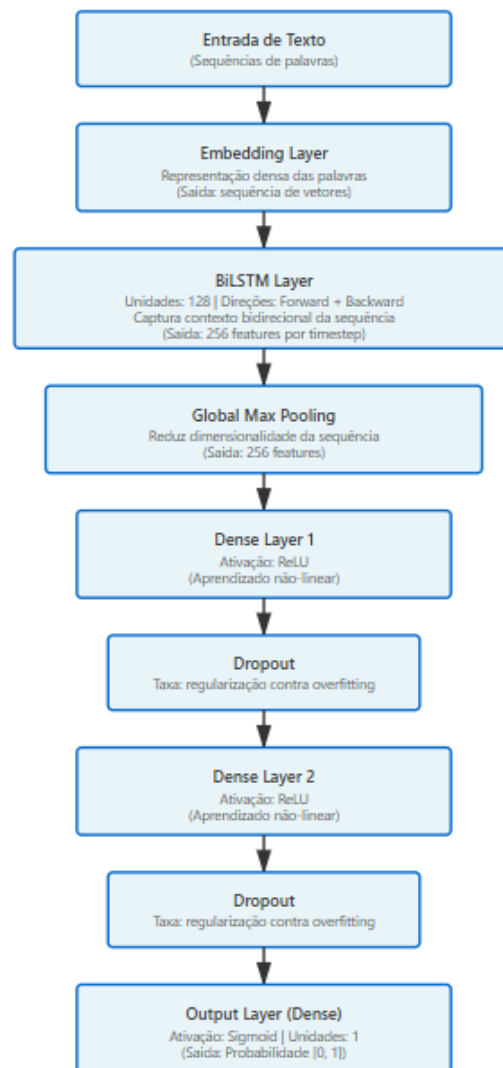 Entrada de Texto
(Sequências de palavras)
Embedding Layer
Representação densa das palavras
(Saída: sequência de vetores)
BiLSTM Layer
Unidades: 128 | Direções: Forward + Backward
Captura contexto bidirecional da sequência
(Saída: 256 features por timestep)
Global Max Pooling
Reduz dimensionalidade da sequência
(Saída: 256 features)
Dense Layer 1
Ativação: ReLU
(Aprendizado não-linear)
Dropout
Taxa: regularização contra overfitting
Dense Layer 2
Ativação: ReLU
(Aprendizado não-linear)
Dropout
Taxa: regularização contra overfitting
Output Layer (Dense)
Ativação: Sigmoid | Unidades: 1
(Saída: Probabilidade [0, 1])